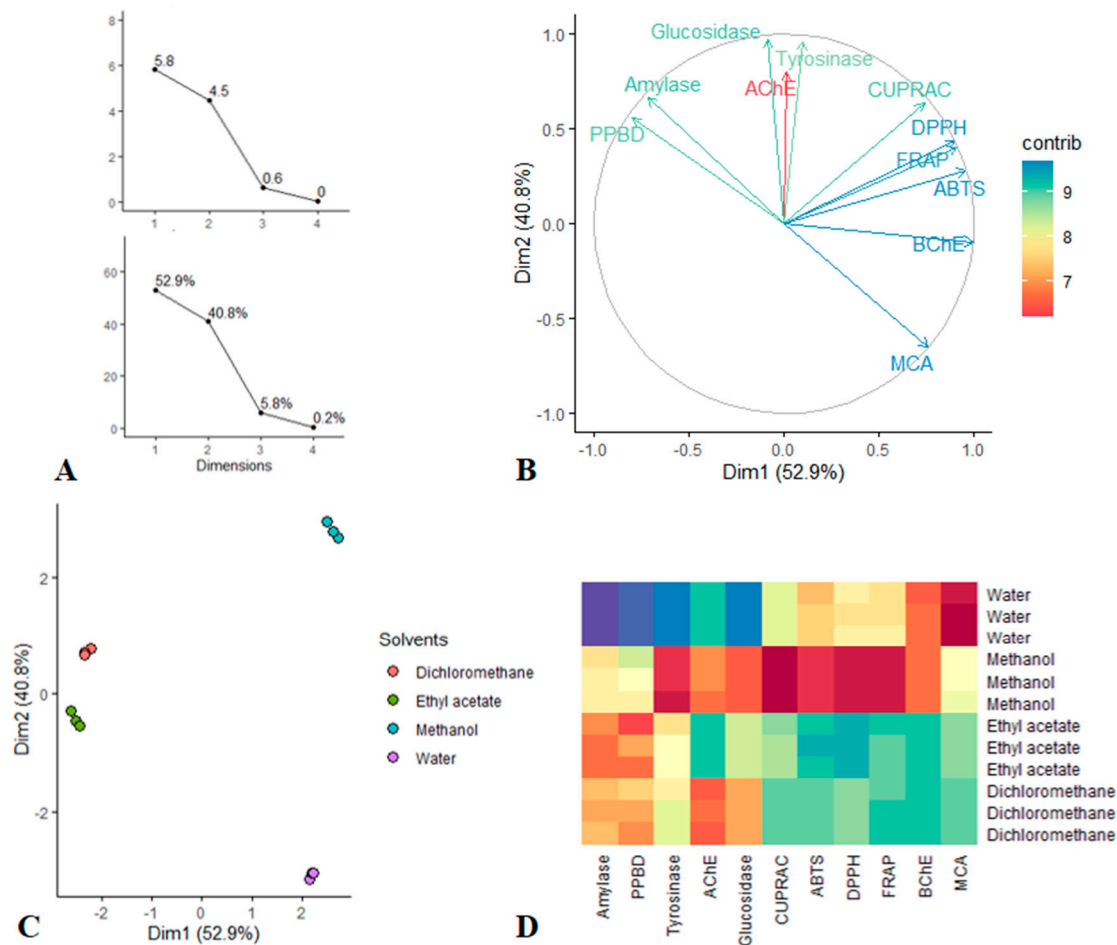 8
6
4
2
0
5.8
4.5
0.6
0
1
2
3
4
60
40
20
0
52.9%
40.8%
5.8%
0.2%
1
2
3
4
Dimensions
A
1.0
0.5
0.0
-0.5
-1.0
Dim2 (40.8%)
Glucosidase
Tyrosinase
AChE
Amylase
PPBD
CUPRAC
DPPH
FRAP
ABTS
BChE
MCA
-1.0
-0.5
0.0
0.5
1.0
Dim1 (52.9%)
contrib
9
8
7
B
2
0
-2
Dim2 (40.8%)
-2
-1
0
1
2
Dim1 (52.9%)
Solvents
Dichloromethane
Ethyl acetate
Methanol
Water
C
Water
Water
Water
Methanol
Methanol
Methanol
Ethyl acetate
Ethyl acetate
Ethyl acetate
Dichloromethane
Dichloromethane
Dichloromethane
Amylase
PPBD
Tyrosinase
AChE
Glucosidase
CUPRAC
ABTS
DPPH
FRAP
BChE
MCA
D